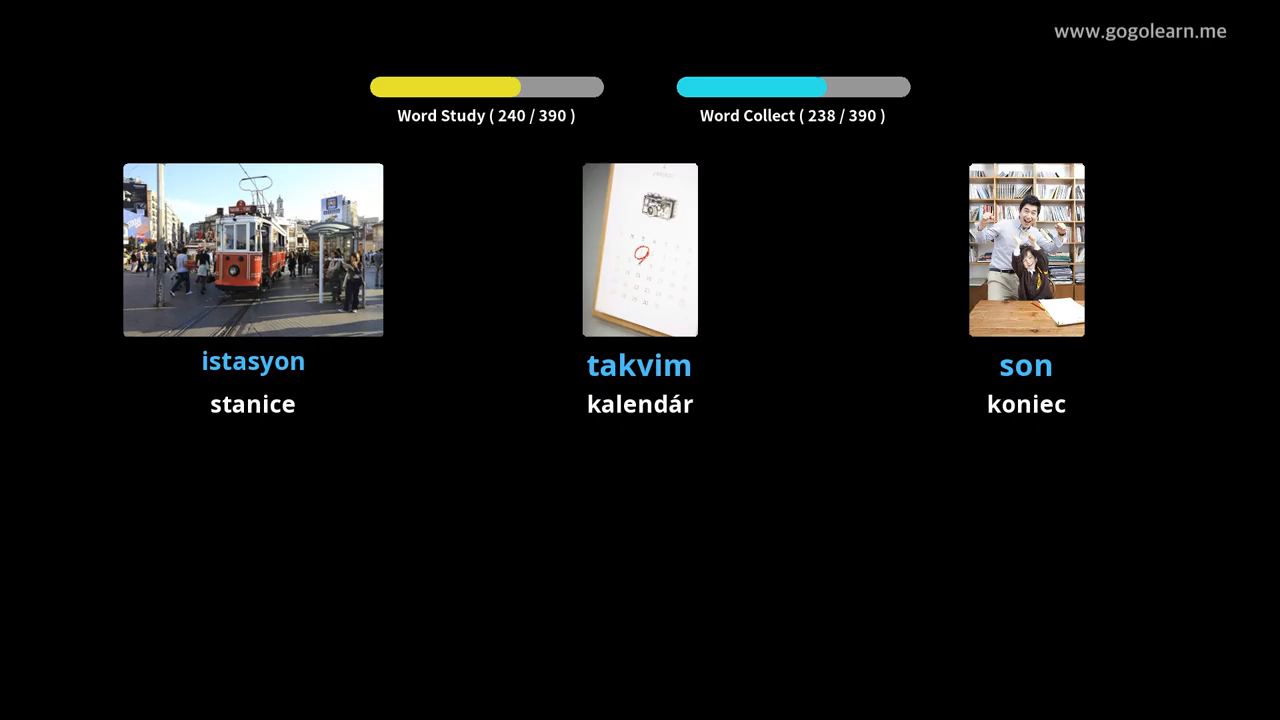 www.gogolearn.me
Word Study ( 240 / 390 )
Word Collect ( 238 / 390 )
istasyon
takvim
son
stanice
kalendár
koniec